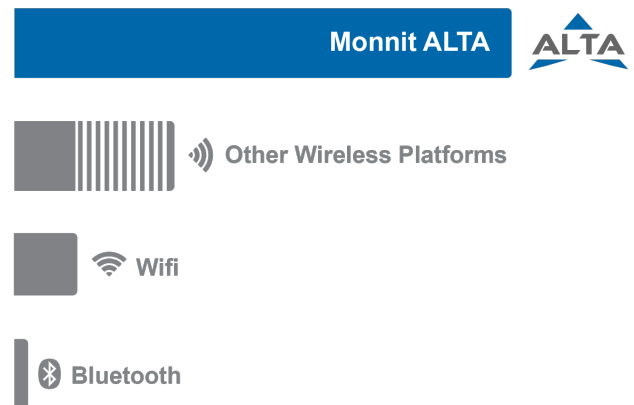 Monnit ALTA
ALTA
Other Wireless Platforms
Wifi
Bluetooth